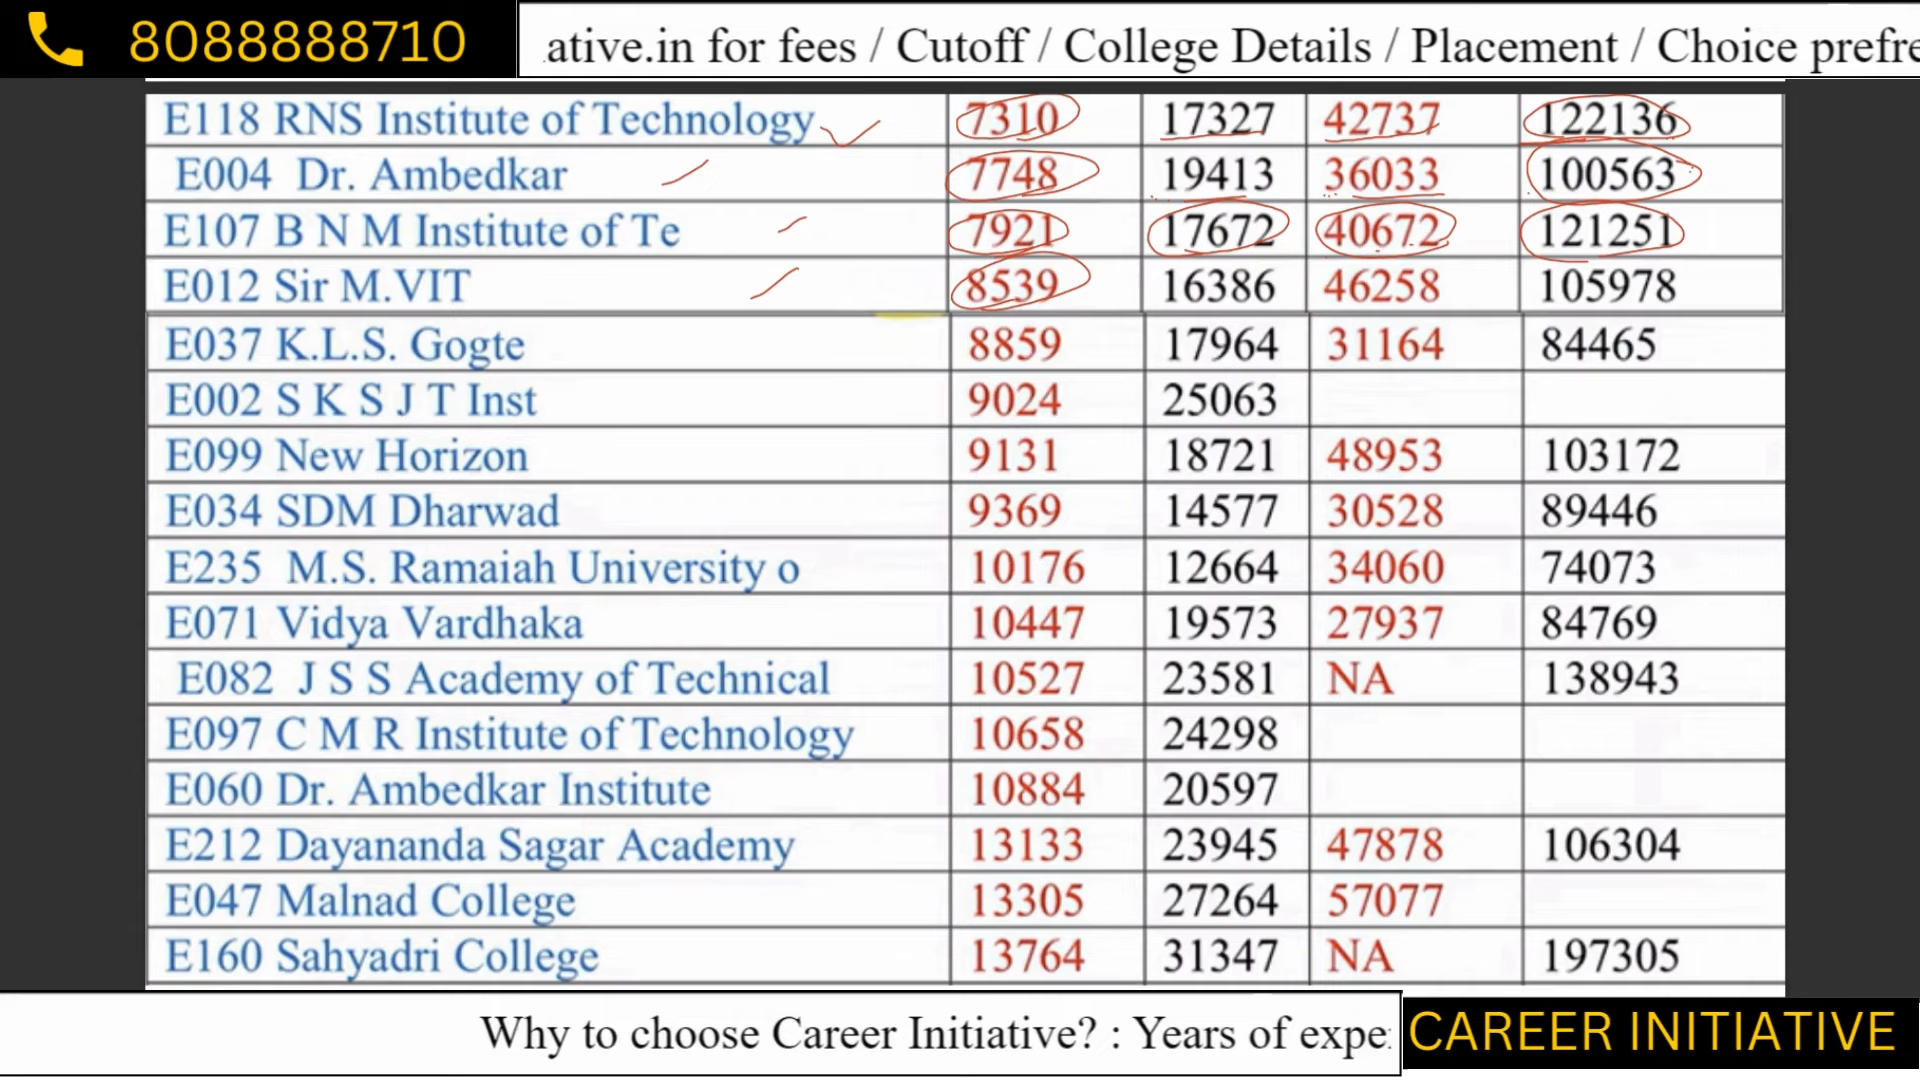 8088888710
ative.in for fees / Cutoff / College Details / Placement / Choice prefre
E118 RNS Institute of Technology 7310 17327 42737 122136
E004 Dr. Ambedkar 7748 19413 36033 100563
E107 B N M Institute of Te 7921 17672 40672 121251
E012 Sir M.VIT 8539 16386 46258 105978
E037 K.L.S. Gogte 8859 17964 31164 84465
E002 S K S J T Inst 9024 25063
E099 New Horizon 9131 18721 48953 103172
E034 SDM Dharwad 9369 14577 30528 89446
E235 M.S. Ramaiah University o 10176 12664 34060 74073
E071 Vidya Vardhaka 10447 19573 27937 84769
E082 J S S Academy of Technical 10527 23581 NA 138943
E097 C M R Institute of Technology 10658 24298
E060 Dr. Ambedkar Institute 10884 20597
E212 Dayananda Sagar Academy 13133 23945 47878 106304
E047 Malnad College 13305 27264 57077
E160 Sahyadri College 13764 31347 NA 197305
Why to choose Career Initiative? : Years of expe
CAREER INITIATIVE